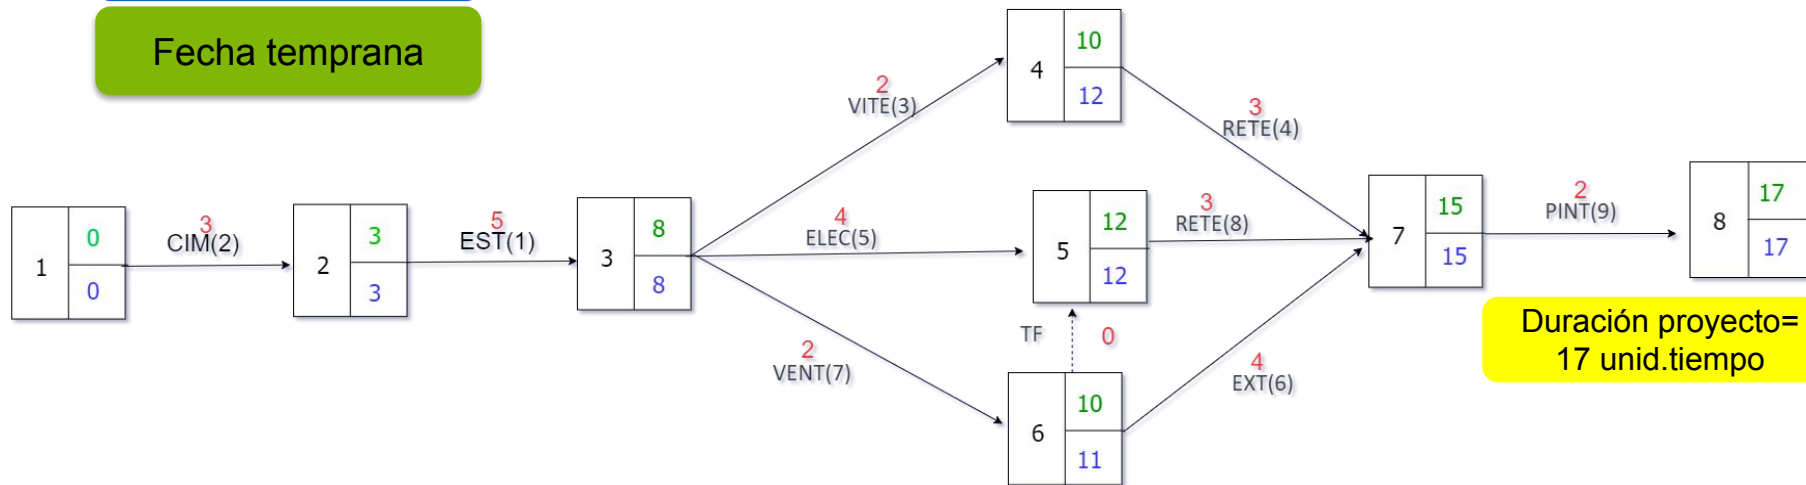 Fecha temprana
1
0
0
3
CIM(2)
2
3
3
5
EST(1)
3
8
8
2
VITE(3)
4
10
12
3
RETE(4)
4
ELEC(5)
5
12
12
3
RETE(8)
2
VENT(7)
TF
0
6
10
11
4
EXT(6)
7
15
15
2
PINT(9)
8
17
17
Duración proyecto=
17 unid.tiempo